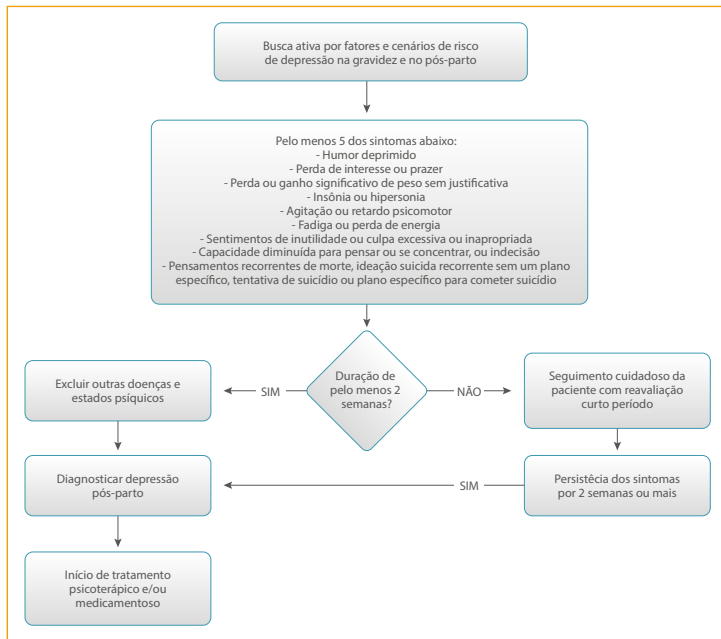 Busca ativa por fatores e cenários de risco
de depressão na gravidez e no pós-parto
Pelo menos 5 dos sintomas abaixo:
- Humor deprimido
- Perda de interesse ou prazer
- Perda ou ganho significativo de peso sem justificativa
- Insônia ou hipersonia
- Agitação ou retardo psicomotor
- Fadiga ou perda de energia
- Sentimentos de inutilidade ou culpa excessiva ou inapropriada
- Capacidade diminuída para pensar ou se concentrar, ou indecisão
- Pensamentos recorrentes de morte, ideação suicida recorrente sem um plano
específico, tentativa de suicídio ou plano específico para cometer suicídio
Duração de
pelo menos 2
semanas?
SIM
NÃO
Excluir outras doenças e
estados psíquicos
Seguimento cuidadoso da
paciente com reavaliação
curto período
Diagnosticar depressão
pós-parto
SIM
Persistêcia dos sintomas
por 2 semanas ou mais
Início de tratamento
psicoterápico e/ou
medicamentoso